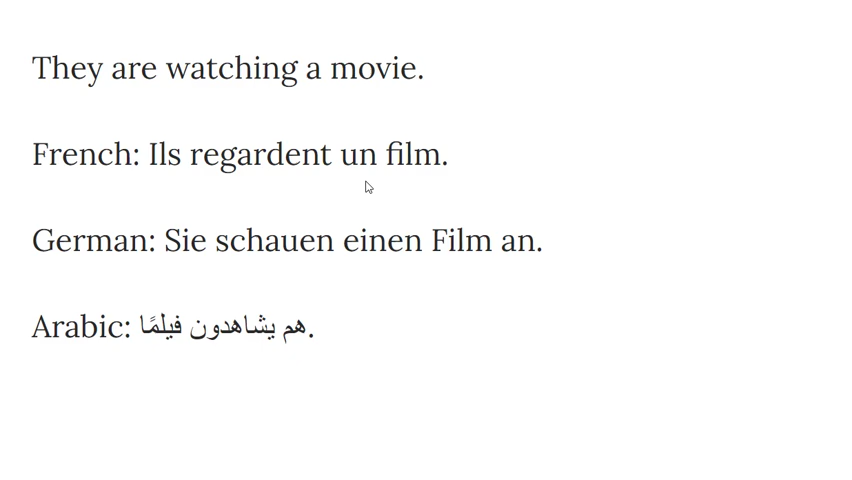 They are watching a movie.
French: Ils regardent un film.
German: Sie schauen einen Film an.
Arabic: هم يشاهدون فيلمًا.